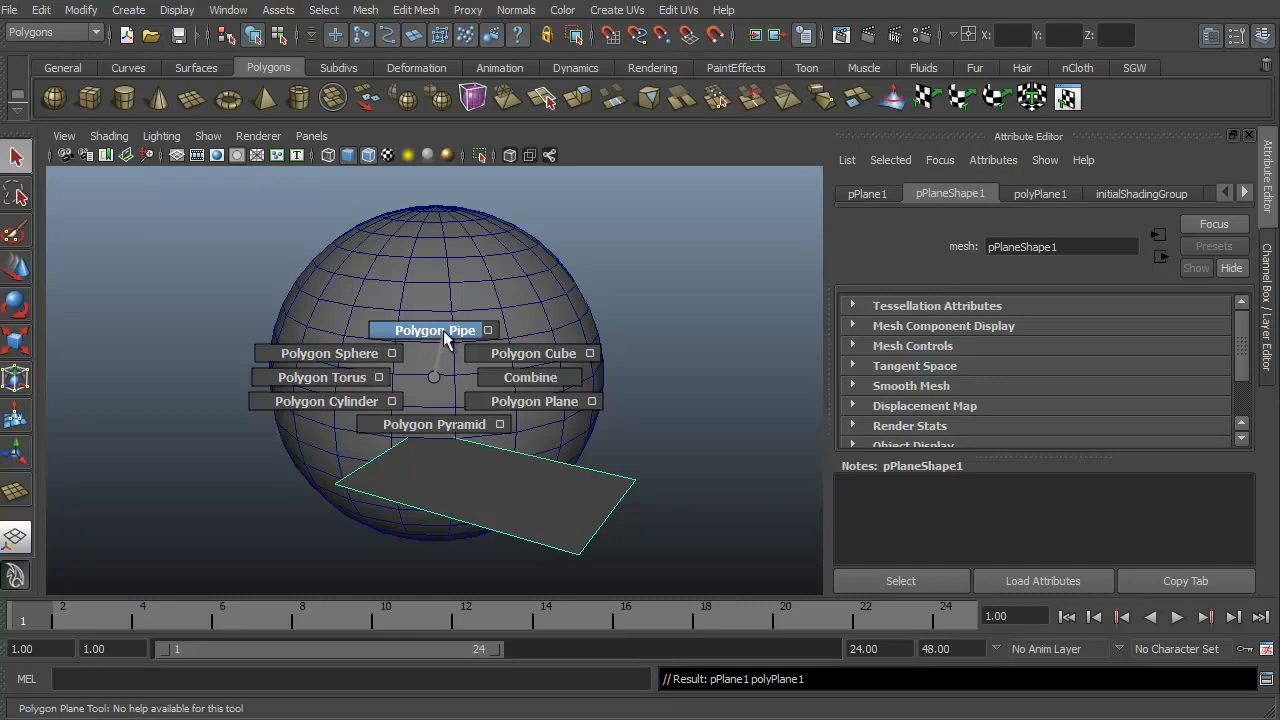 File Edit Modify Create Display Window Assets Select Mesh Edit Mesh Proxy Normals Color Create UVs Edit UVs Help
Polygons X: Y: Z:
General Curves Surfaces Polygons Subdivs Deformation Animation Dynamics Rendering PaintEffects Toon Muscle Fluids Fur Hair nCloth SGW
View Shading Lighting Show Renderer Panels
Attribute Editor
List Selected Focus Attributes Show Help
pPlane1 pPlaneShape1 polyPlane1 initialShadingGroup
Focus
mesh: pPlaneShape1 Presets
Show Hide
Tessellation Attributes
Mesh Component Display
Mesh Controls
Tangent Space
Smooth Mesh
Displacement Map
Render Stats
Object Display
Notes: pPlaneShape1
Select Load Attributes Copy Tab
Attribute Editor
Channel Box / Layer Editor
Polygon Pipe
Polygon Sphere Polygon Cube
Polygon Torus Combine
Polygon Cylinder Polygon Plane
Polygon Pyramid
1 2 4 6 8 10 12 14 16 18 20 22 24 1.00
1.00 1.00 1 24 24.00 48.00 No Anim Layer No Character Set
MEL // Result: pPlane1 polyPlane1
Polygon Plane Tool: No help available for this tool